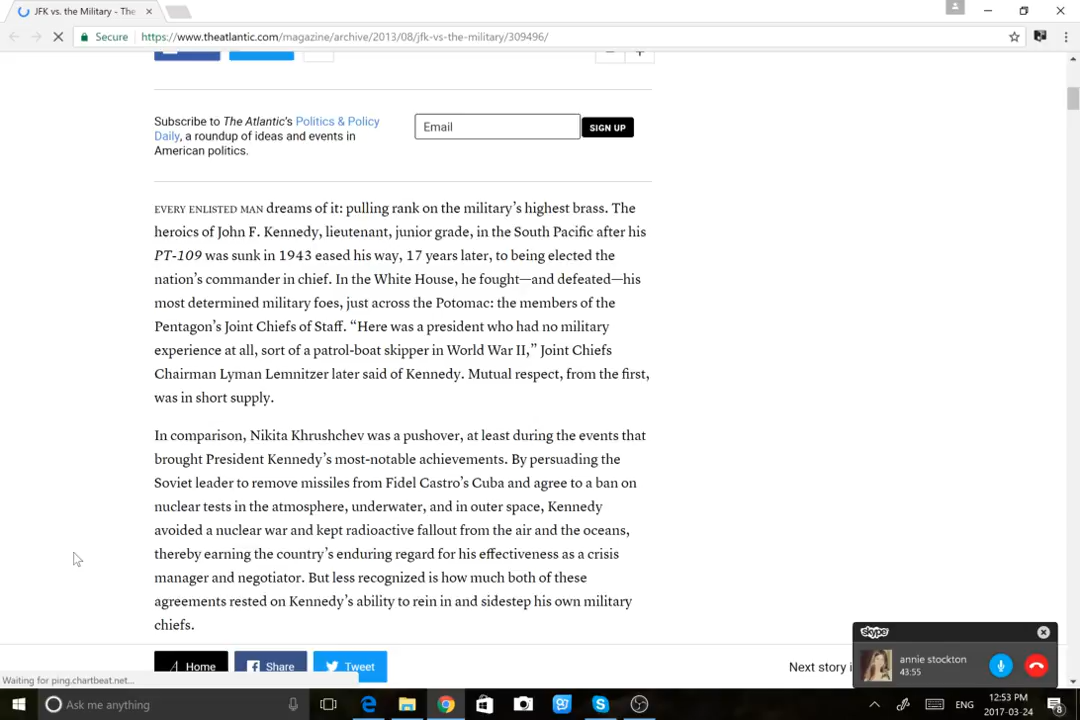 JFK vs. the Military - The
Secure https://www.theatlantic.com/magazine/archive/2013/08/jfk-vs-the-military/309496/
Subscribe to The Atlantic's Politics & Policy
Daily, a roundup of ideas and events in
American politics.
Email
SIGN UP
EVERY ENLISTED MAN dreams of it: pulling rank on the military's highest brass. The
heroics of John F. Kennedy, lieutenant, junior grade, in the South Pacific after his
PT-109 was sunk in 1943 eased his way, 17 years later, to being elected the
nation's commander in chief. In the White House, he fought—and defeated—his
most determined military foes, just across the Potomac: the members of the
Pentagon's Joint Chiefs of Staff. “Here was a president who had no military
experience at all, sort of a patrol-boat skipper in World War II,” Joint Chiefs
Chairman Lyman Lemnitzer later said of Kennedy. Mutual respect, from the first,
was in short supply.
In comparison, Nikita Khrushchev was a pushover, at least during the events that
brought President Kennedy's most-notable achievements. By persuading the
Soviet leader to remove missiles from Fidel Castro's Cuba and agree to a ban on
nuclear tests in the atmosphere, underwater, and in outer space, Kennedy
avoided a nuclear war and kept radioactive fallout from the air and the oceans,
thereby earning the country's enduring regard for his effectiveness as a crisis
manager and negotiator. But less recognized is how much both of these
agreements rested on Kennedy's ability to rein in and sidestep his own military
chiefs.
Home
Share
Tweet
Next story i
skype
annie stockton
43:55
Waiting for ping.chartbeat.net...
Ask me anything
ENG
12:53 PM
2017-03-24
8